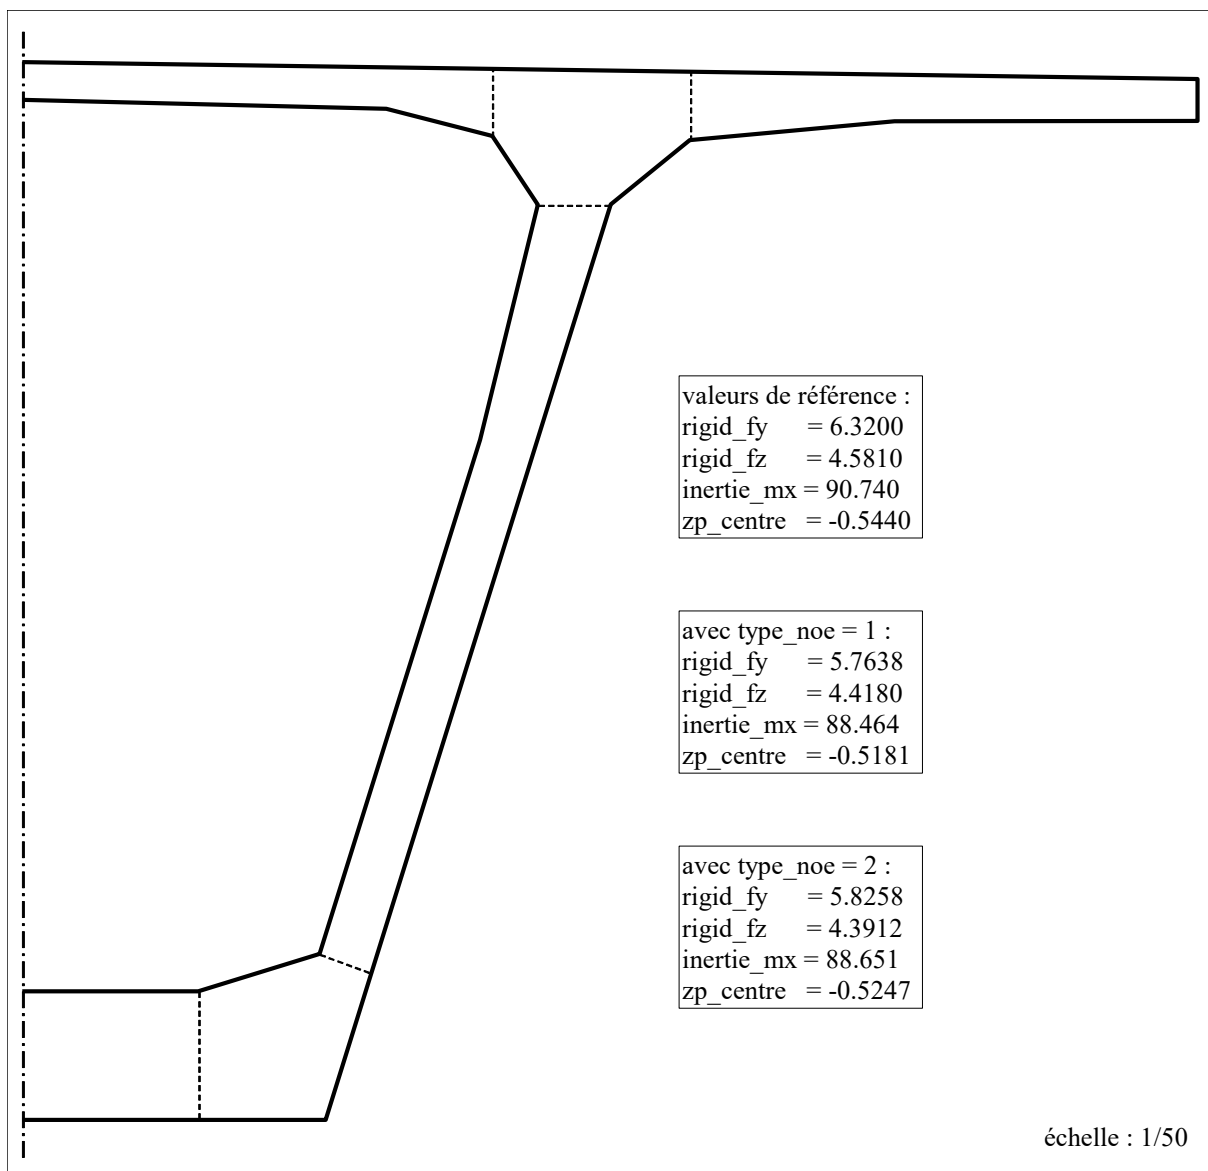 valeurs de référence :
rigid_fy = 6.3200
rigid_fz = 4.5810
inertie_mx = 90.740
zp_centre = -0.5440
avec type_noe = 1 :
rigid_fy = 5.7638
rigid_fz = 4.4180
inertie_mx = 88.464
zp_centre = -0.5181
avec type_noe = 2 :
rigid_fy = 5.8258
rigid_fz = 4.3912
inertie_mx = 88.651
zp_centre = -0.5247
échelle : 1/50